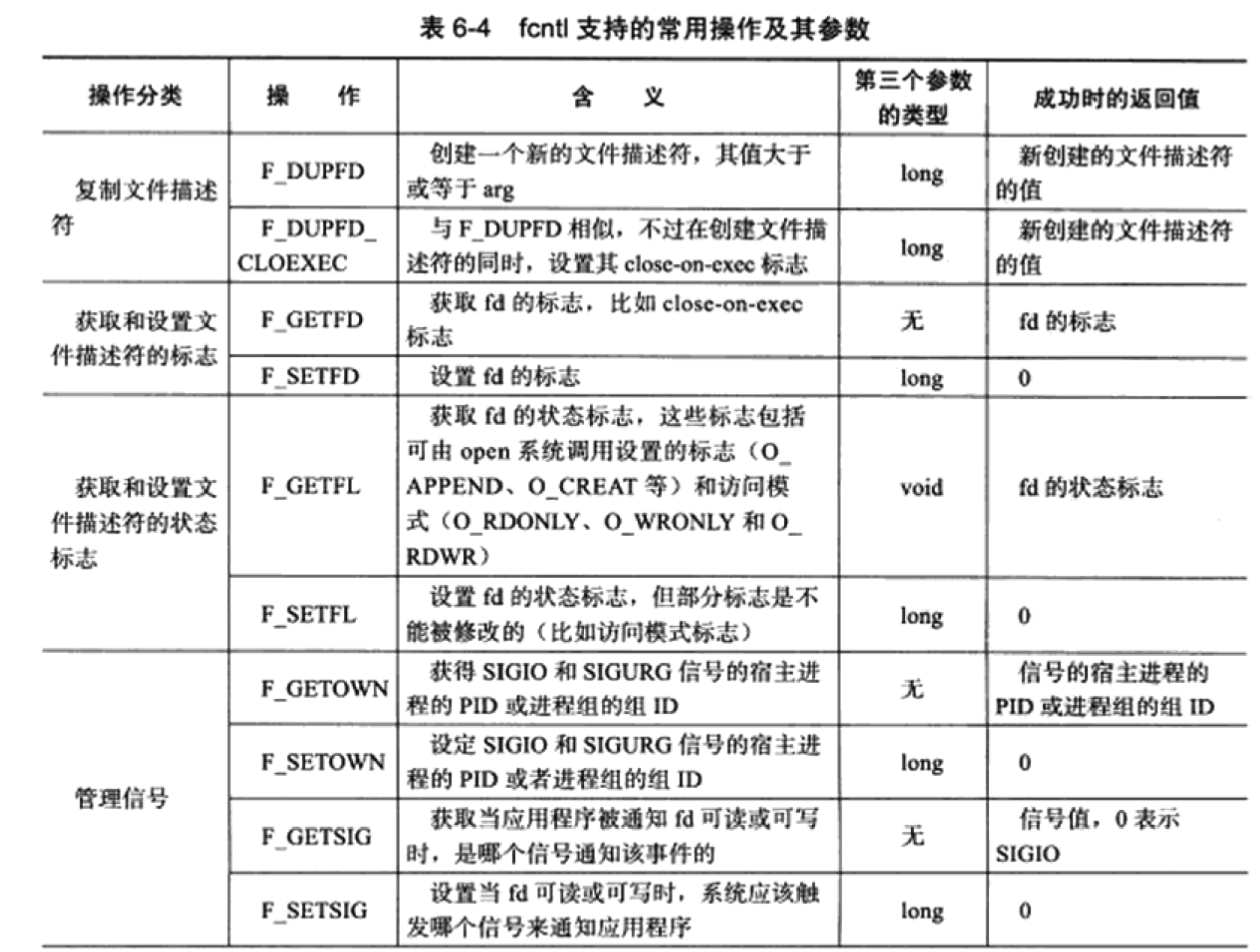 表 6-4 fcntl 支持的常用操作及其参数
操作分类 操 作 含 义 第三个参数的类型 成功时的返回值
复制文件描述符
F_DUPFD
创建一个新的文件描述符，其值大于
或等于 arg
long
新创建的文件描述符
的值
F_DUPFD_
CLOEXEC
与 F_DUPFD 相似，不过在创建文件描
述符的同时，设置其 close-on-exec 标志
long
新创建的文件描述符
的值
获取和设置文
件描述符的标志
F_GETFD
获取 fd 的标志，比如 close-on-exec
标志
无
fd 的标志
F_SETFD
设置 fd 的标志
long
0
获取和设置文
件描述符的状态
标志
F_GETFL
获取 fd 的状态标志，这些标志包括
可由 open 系统调用设置的标志（O_
APPEND、O_CREAT 等）和访问模
式（O_RDONLY、O_WRONLY 和 O_
RDWR）
void
fd 的状态标志
F_SETFL
设置 fd 的状态标志，但部分标志是不
能被修改的（比如访问模式标志）
long
0
管理信号
F_GETOWN
获得 SIGIO 和 SIGURG 信号的宿主进
程的 PID 或进程组的组 ID
无
信号的宿主进程的
PID 或进程组的组 ID
F_SETOWN
设定 SIGIO 和 SIGURG 信号的宿主进
程的 PID 或者进程组的组 ID
long
0
F_GETSIG
获取当应用程序被通知 fd 可读或可写
时，是哪个信号通知该事件的
无
信号值，0 表示
SIGIO
F_SETSIG
设置当 fd 可读或可写时，系统应该触
发哪个信号来通知应用程序
long
0